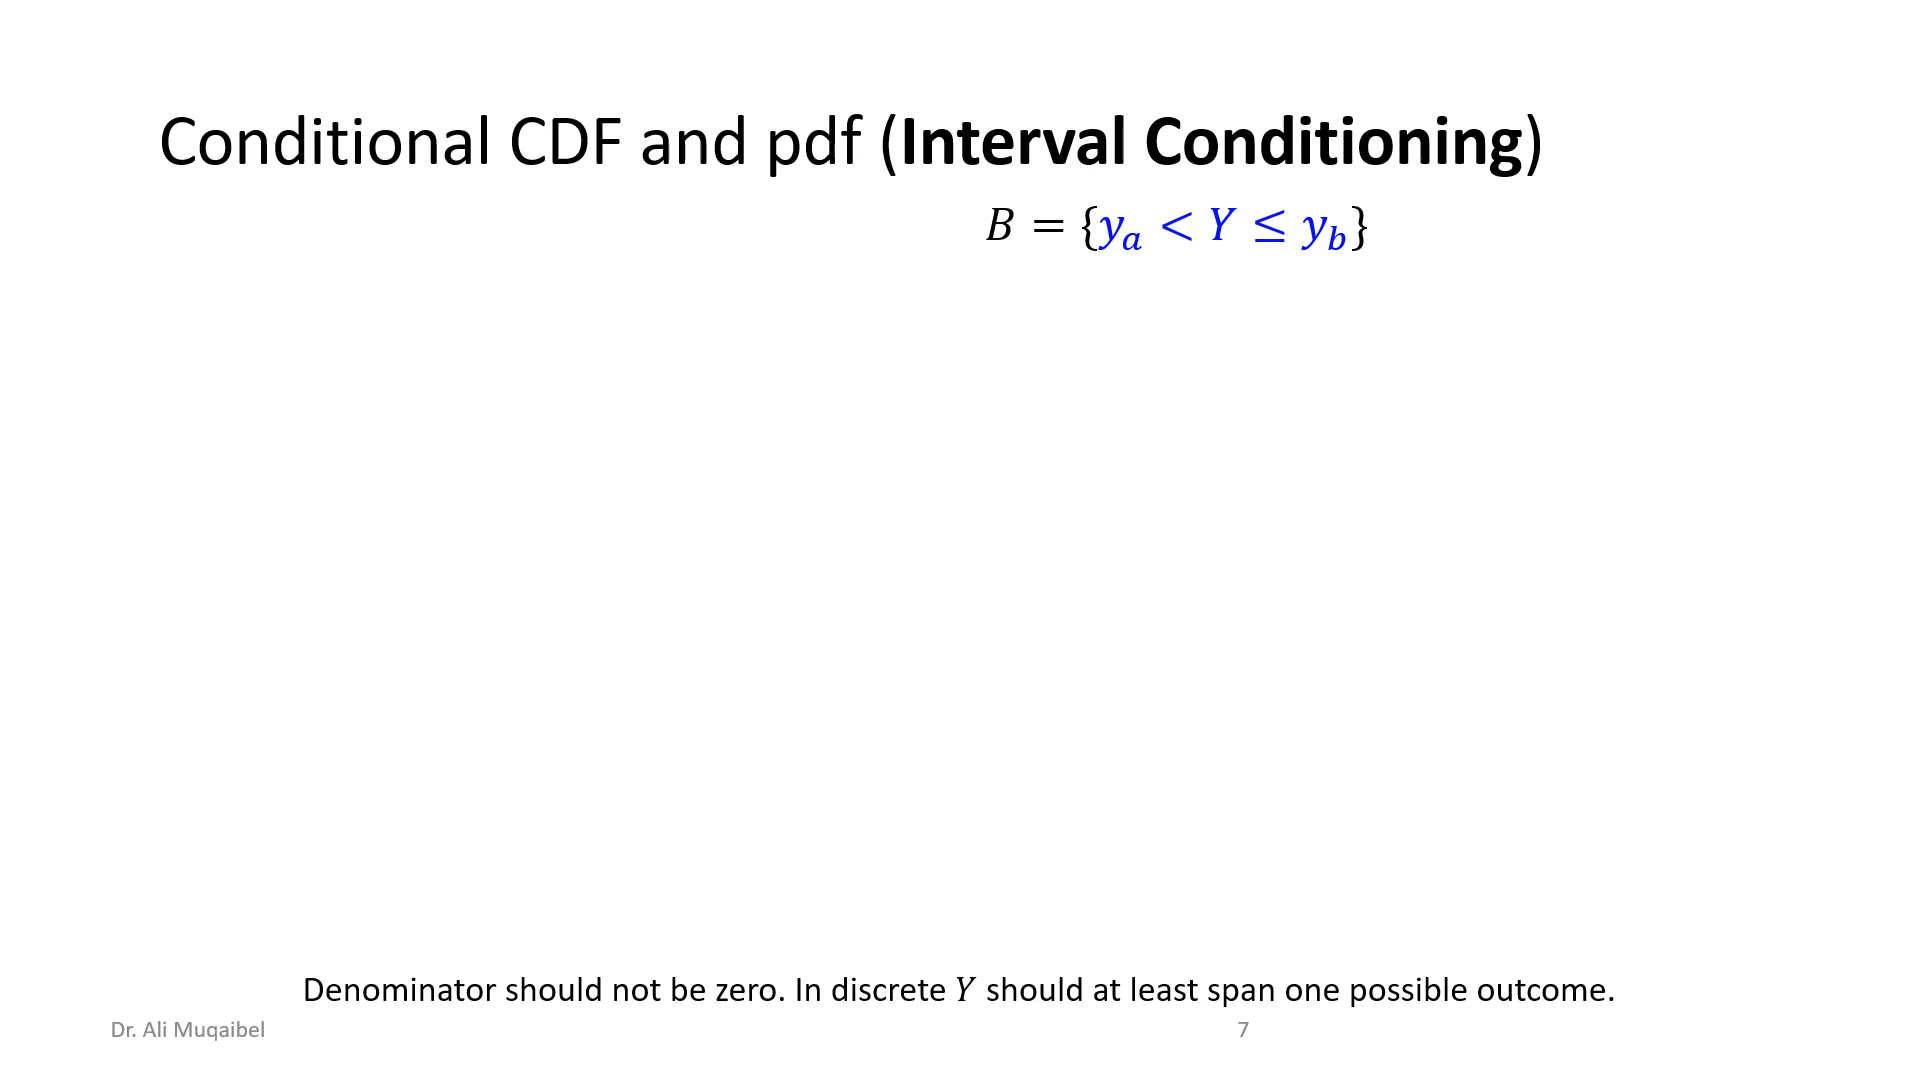 Conditional CDF and pdf (Interval Conditioning)
B = {yₐ < Y ≤ y_b}
Denominator should not be zero. In discrete Y should at least span one possible outcome.
Dr. Ali Muqaibel
7